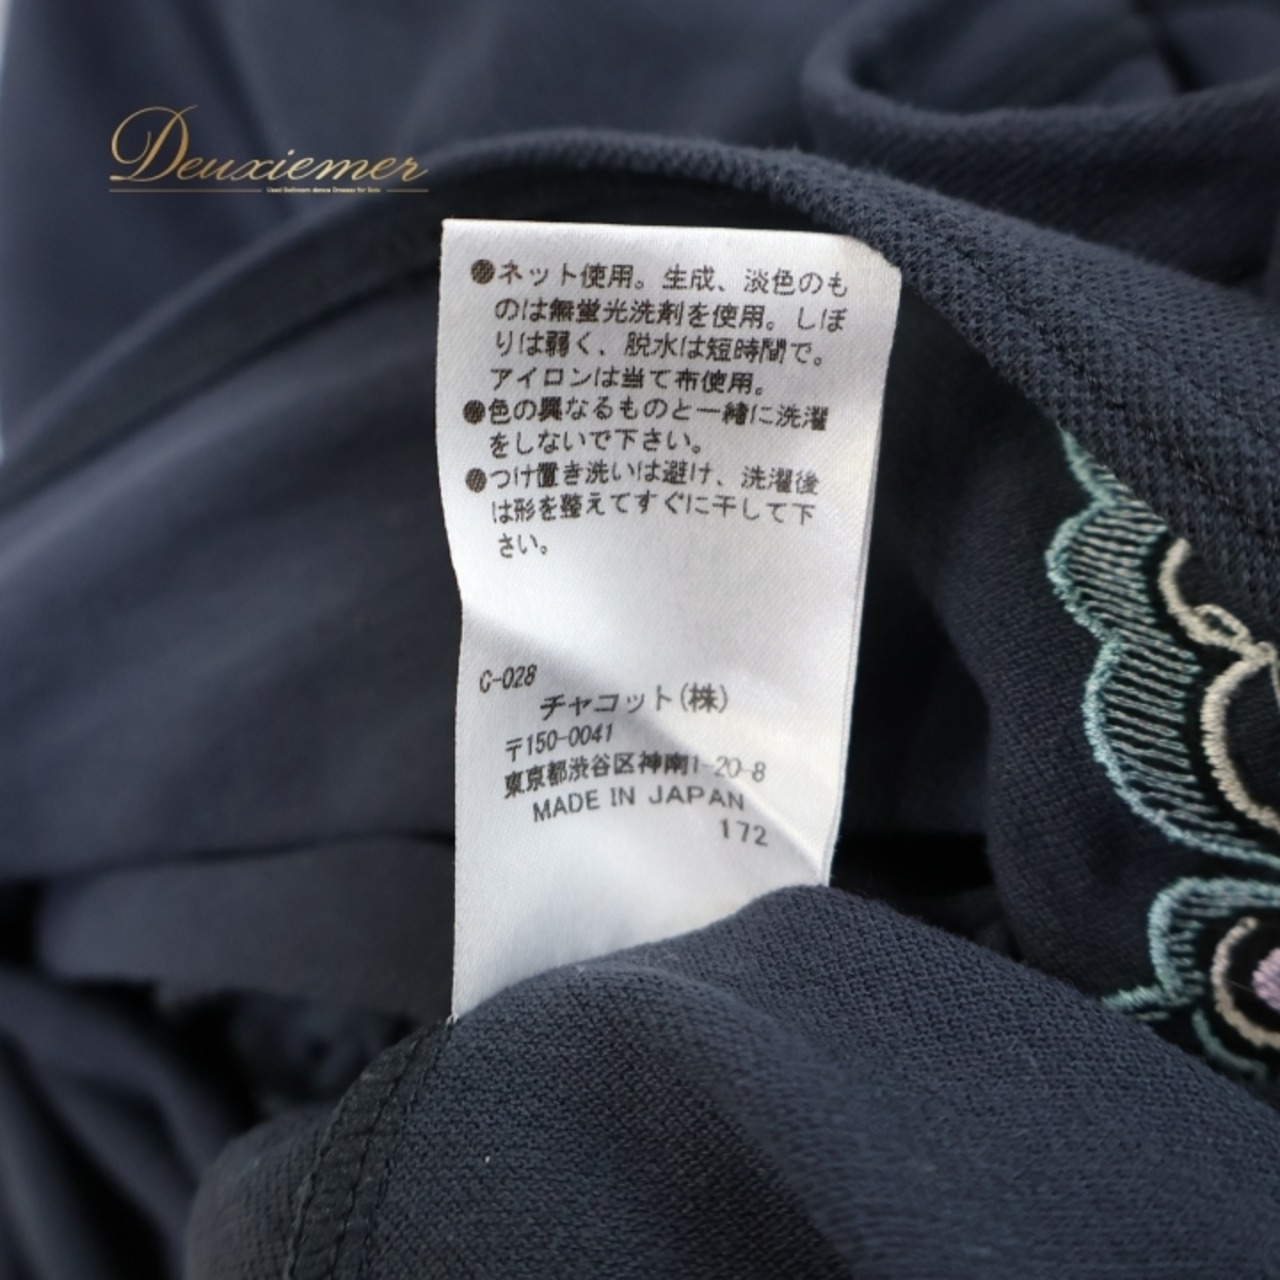 Deuxiemer
Used Ballroom dance Dresses for Sale
●ネット使用。生成、淡色のも
のは無蛍光洗剤を使用。しぼ
りは弱く、脱水は短時間で。
アイロンは当て布使用。
●色の異なるものと一緒に洗濯
をしないで下さい。
●つけ置き洗いは避け、洗濯後
は形を整えてすぐに干して下
さい。
C-028
チャコット(株)
〒150-0041
東京都渋谷区神南1-20-8
MADE IN JAPAN
172